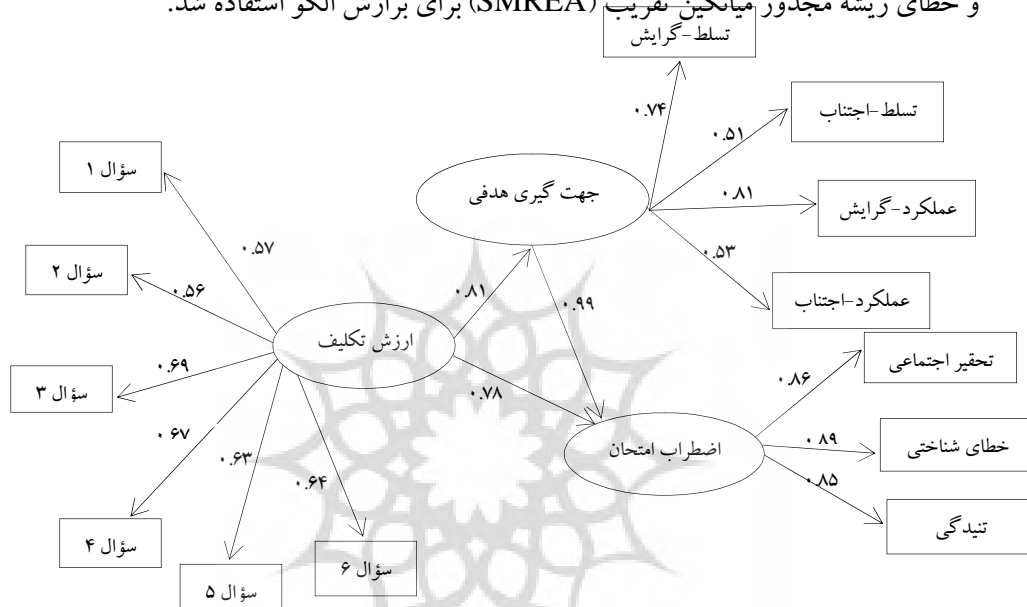 و خطای ریشه مجذور میانگین تقریب (SMREA) برای برازش الگو استفاده شد.
تسلط-گرایش
۰.۷۴
تسلط-اجتناب
۰.۵۱
سؤال ۱
جهت گیری هدفی
۰.۸۱
عملکرد-گرایش
۰.۵۷
۰.۵۳
سؤال ۲
۰.۵۶
۰.۸۱
۰.۹۹
عملکرد-اجتناب
ارزش تکلیف
تحقیر اجتماعی
۰.۶۹
۰.۸۶
سؤال ۳
۰.۷۸
۰.۶۷
۰.۸۹
خطای شناختی
اضطراب امتحان
۰.۶۳
۰.۶۴
۰.۸۵
تنیدگی
سؤال ۴
سؤال ۶
سؤال ۵